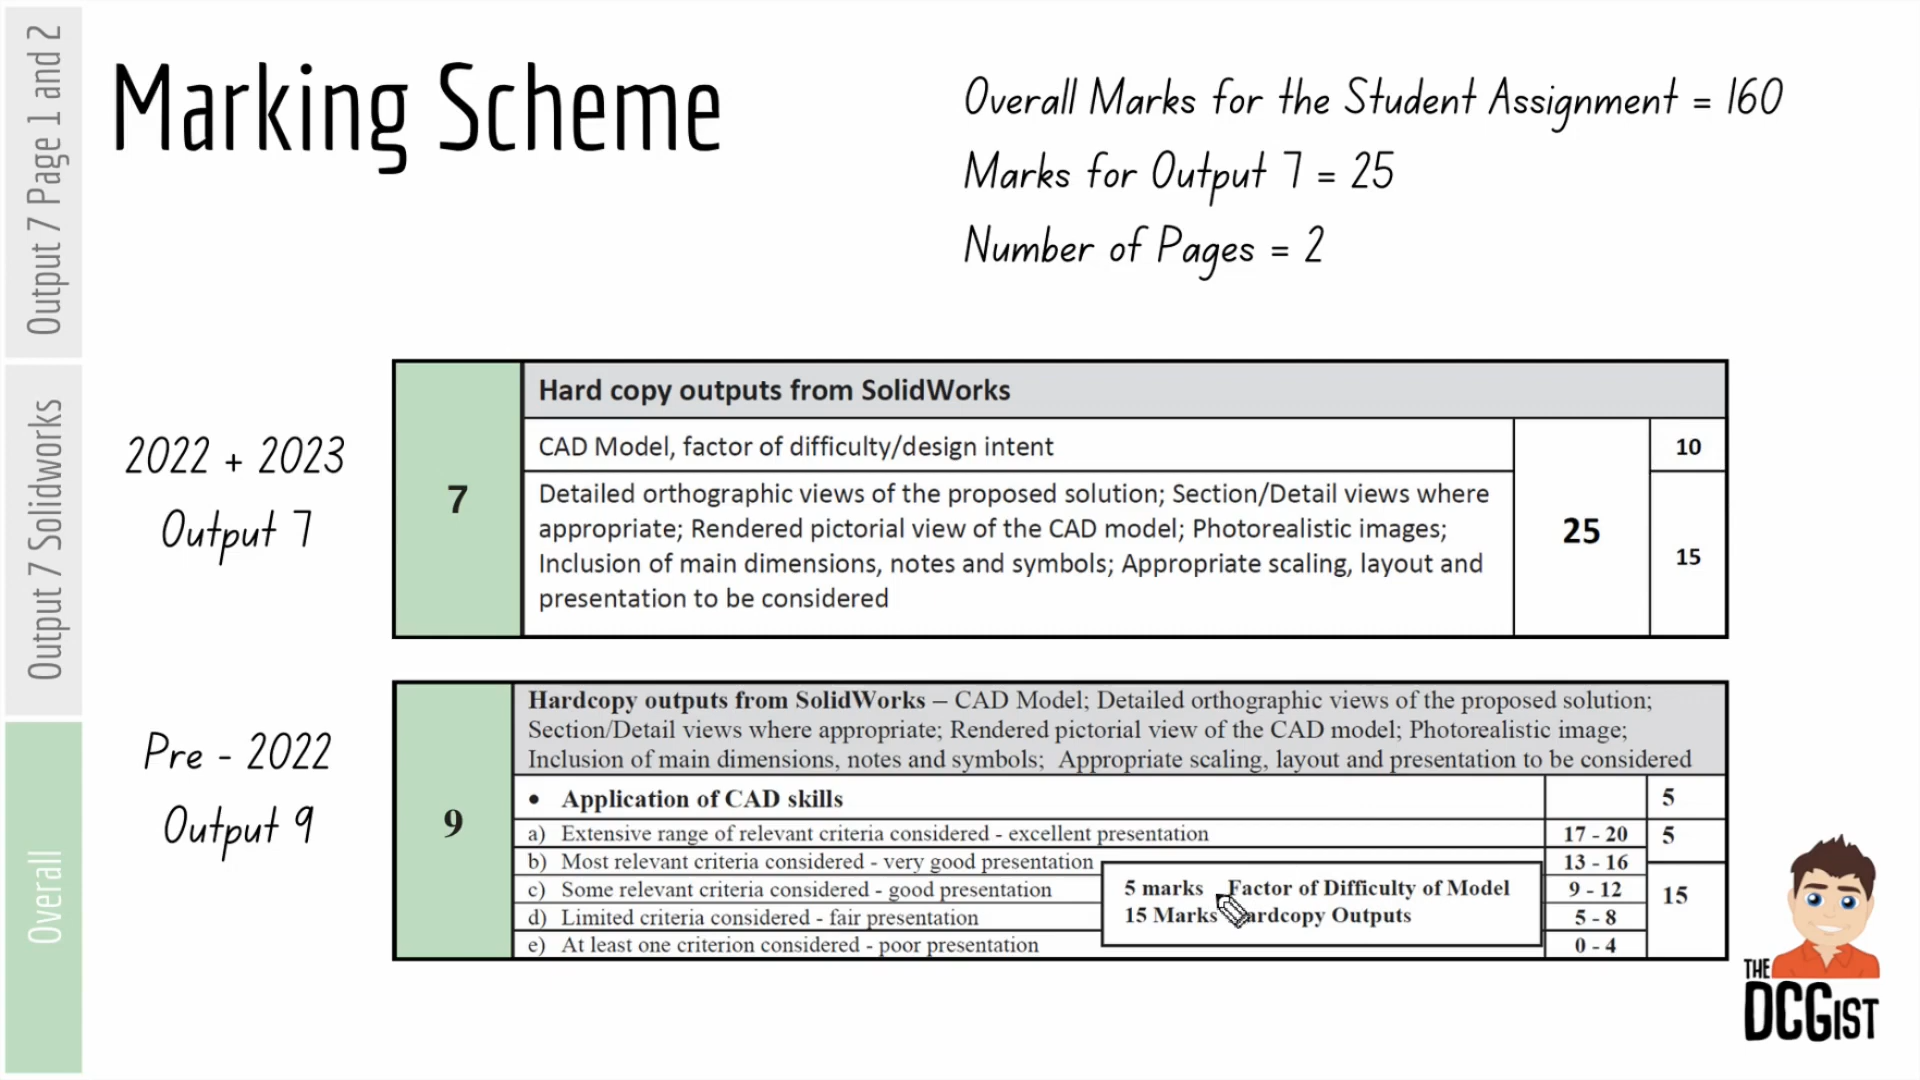 Output 7 Page 1 and 2
Output 7 Solidworks
Overall
Marking Scheme
Overall Marks for the Student Assignment = 160
Marks for Output 7 = 25
Number of Pages = 2
2022 + 2023
Output 7
7
Hard copy outputs from SolidWorks
CAD Model, factor of difficulty/design intent
10
Detailed orthographic views of the proposed solution; Section/Detail views where
appropriate; Rendered pictorial view of the CAD model; Photorealistic images;
Inclusion of main dimensions, notes and symbols; Appropriate scaling, layout and
presentation to be considered
25
15
Pre - 2022
Output 9
9
Hardcopy outputs from SolidWorks – CAD Model; Detailed orthographic views of the proposed solution;
Section/Detail views where appropriate; Rendered pictorial view of the CAD model; Photorealistic image;
Inclusion of main dimensions, notes and symbols; Appropriate scaling, layout and presentation to be considered
• Application of CAD skills
5
a) Extensive range of relevant criteria considered - excellent presentation
17 - 20
5
b) Most relevant criteria considered - very good presentation
13 - 16
c) Some relevant criteria considered - good presentation
9 - 12
15
d) Limited criteria considered - fair presentation
5 - 8
e) At least one criterion considered - poor presentation
0 - 4
5 marks Factor of Difficulty of Model
15 Marks Outputs
THE
DCGIST